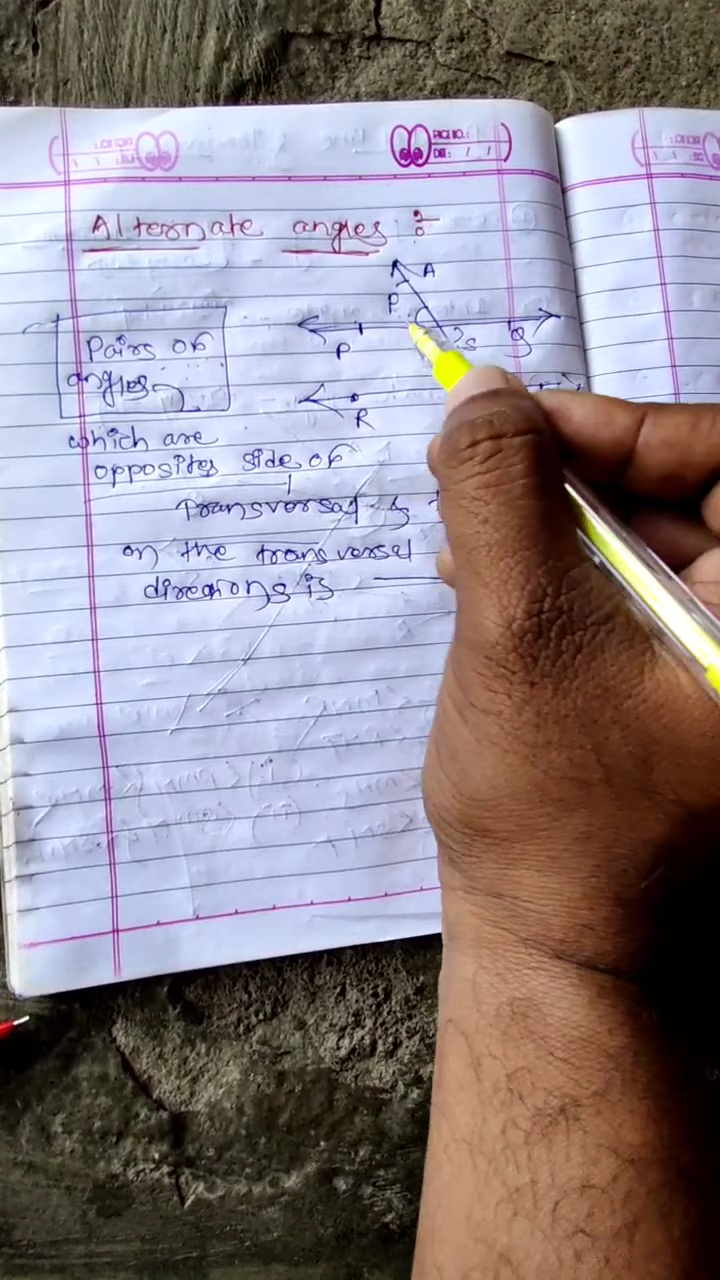 Alternate angles :-
A
P
P
s
R
Pairs of
angles
which are
opposites side of
Transversal &
on the transversal
directions is